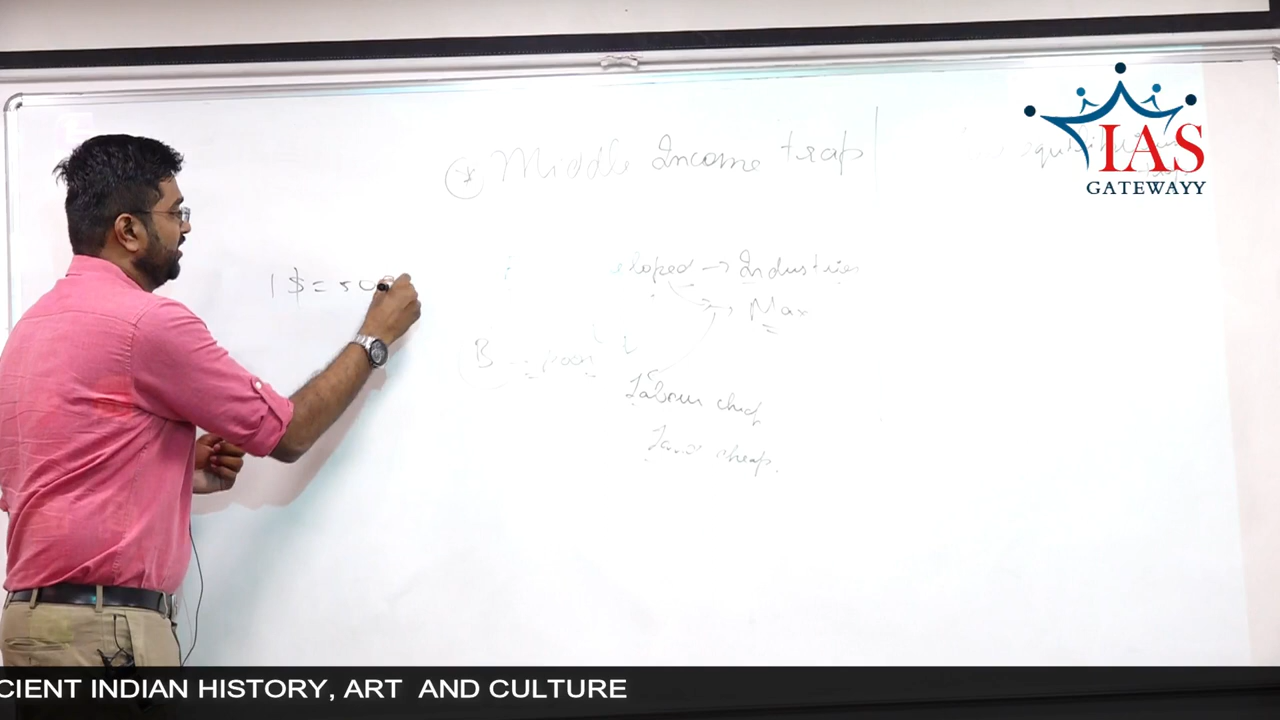 * Middle Income trap
IAS
GATEWAYY
eloped → Industries
→ Max
1 $ = 50
B → poor
Labour cheap
cheap.
CIENT INDIAN HISTORY, ART AND CULTURE